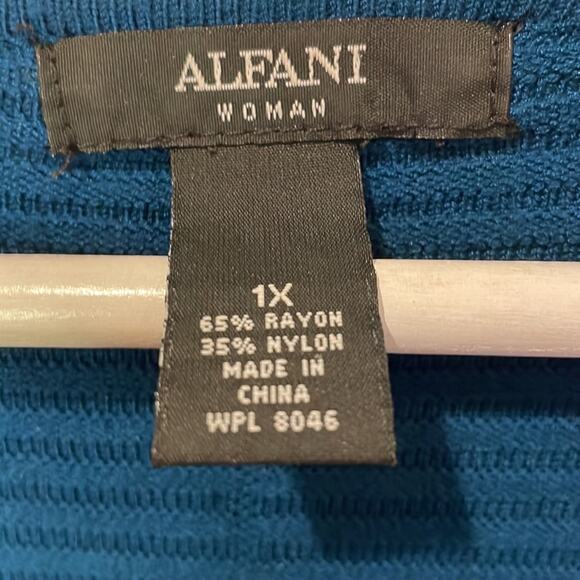 ALFANI
WOMAN
1X
65% RAYON
35% NYLON
MADE IN
CHINA
WPL 8046